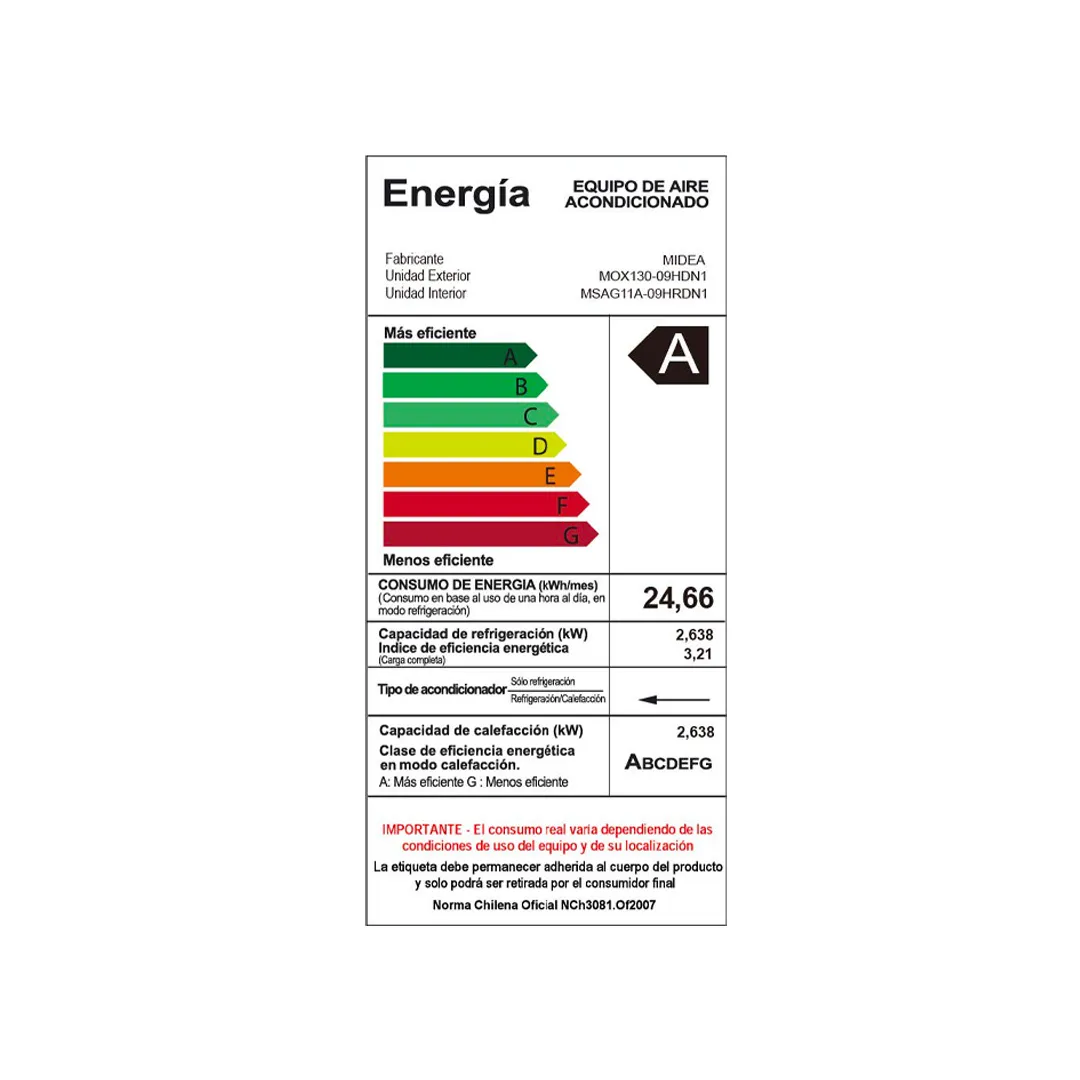 Energía
EQUIPO DE AIRE
ACONDICIONADO
Fabricante MIDEA
Unidad Exterior MOX130-09HDN1
Unidad Interior MSAG11A-09HRDN1
Más eficiente
A
A
B
C
D
E
F
G
Menos eficiente
CONSUMO DE ENERGIA (kWh/mes)
(Consumo en base al uso de una hora al día, en
modo refrigeración)
24,66
Capacidad de refrigeración (kW) 2,638
Indice de eficiencia energética 3,21
(Carga completa)
Tipo de acondicionador
Sólo refrigeración
Refrigeración/Calefacción
Capacidad de calefacción (kW) 2,638
Clase de eficiencia energética
en modo calefacción.
ABCDEFG
A: Más eficiente G : Menos eficiente
IMPORTANTE - El consumo real varia dependiendo de las
condiciones de uso del equipo y de su localización
La etiqueta debe permanecer adherida al cuerpo del producto
y solo podrá ser retirada por el consumidor final
Norma Chilena Oficial NCh3081.Of2007